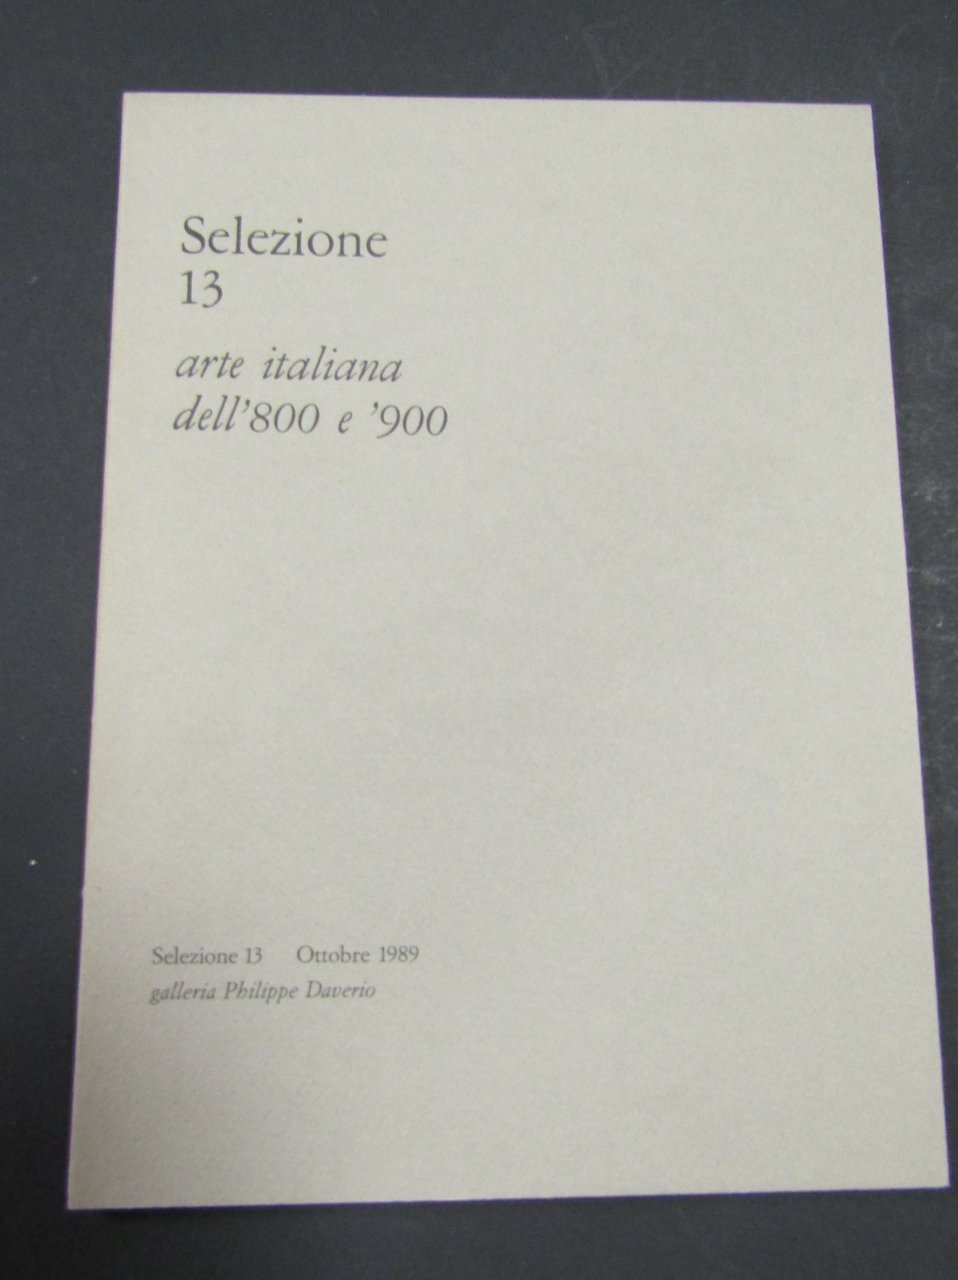 Selezione
13
arte italiana
dell'800 e '900
Selezione 13 Ottobre 1989
galleria Philippe Daverio